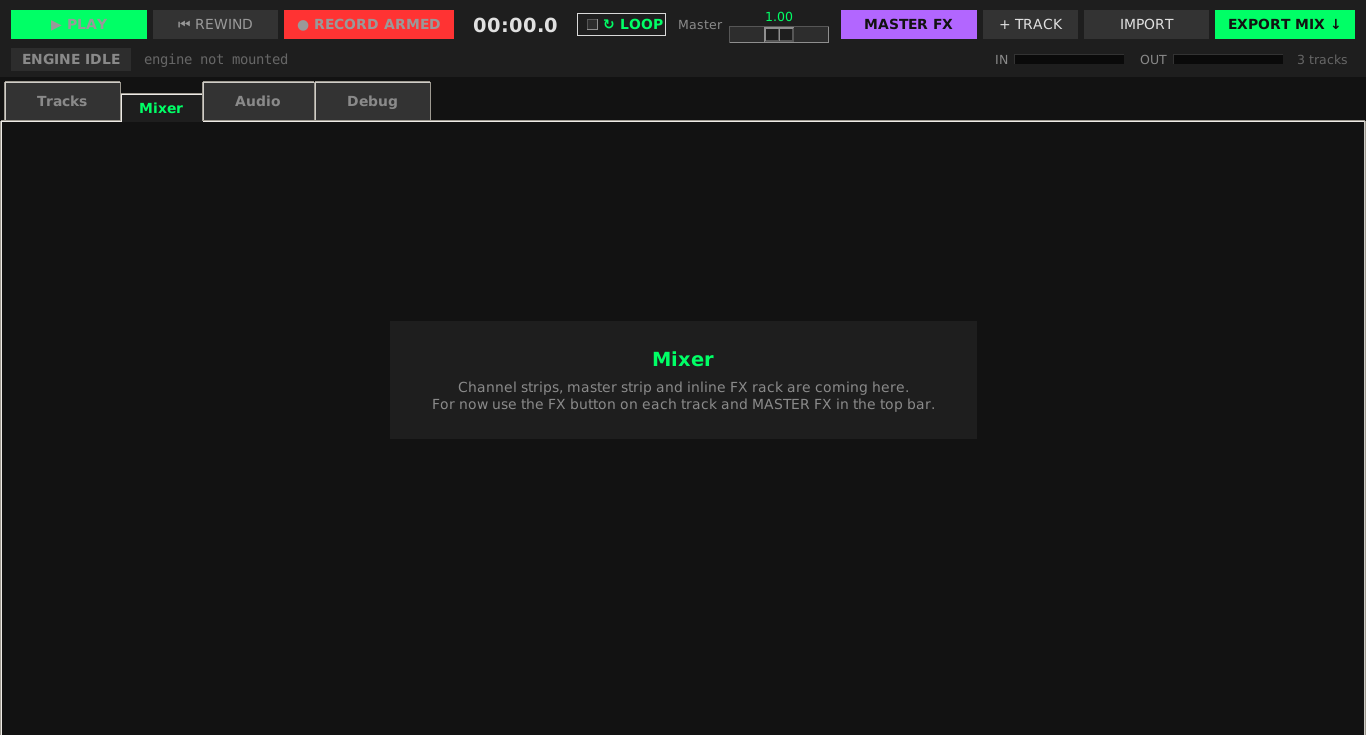 ▶ PLAY
⏮ REWIND
● RECORD ARMED
00:00.0
↻ LOOP
Master
1.00
MASTER FX
+ TRACK
IMPORT
EXPORT MIX ↓
ENGINE IDLE
engine not mounted
IN
OUT
3 tracks
Tracks
Mixer
Audio
Debug
Mixer
Channel strips, master strip and inline FX rack are coming here.
For now use the FX button on each track and MASTER FX in the top bar.